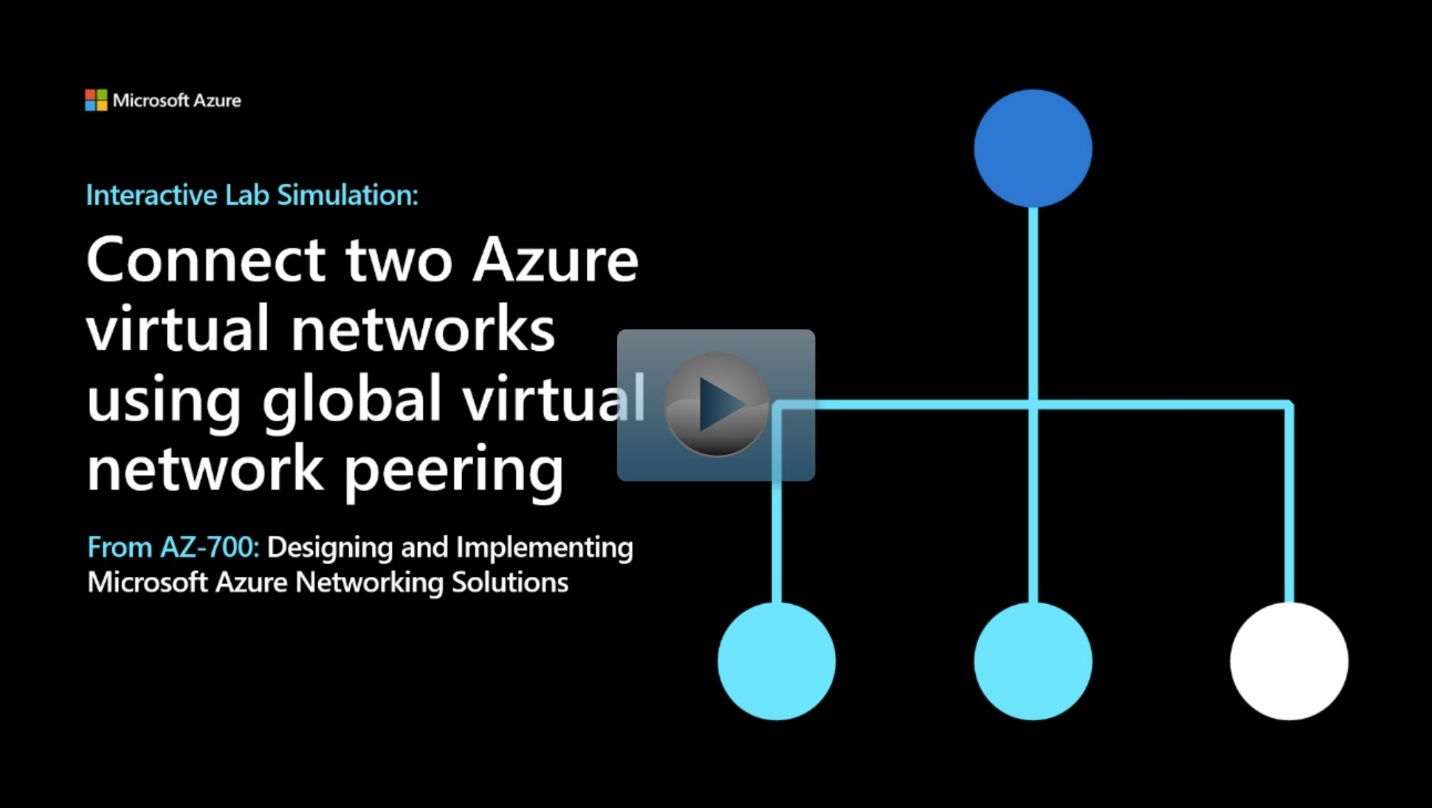 Microsoft Azure
Interactive Lab Simulation:
Connect two Azure
virtual networks
using global virtual
network peering
From AZ-700: Designing and Implementing
Microsoft Azure Networking Solutions